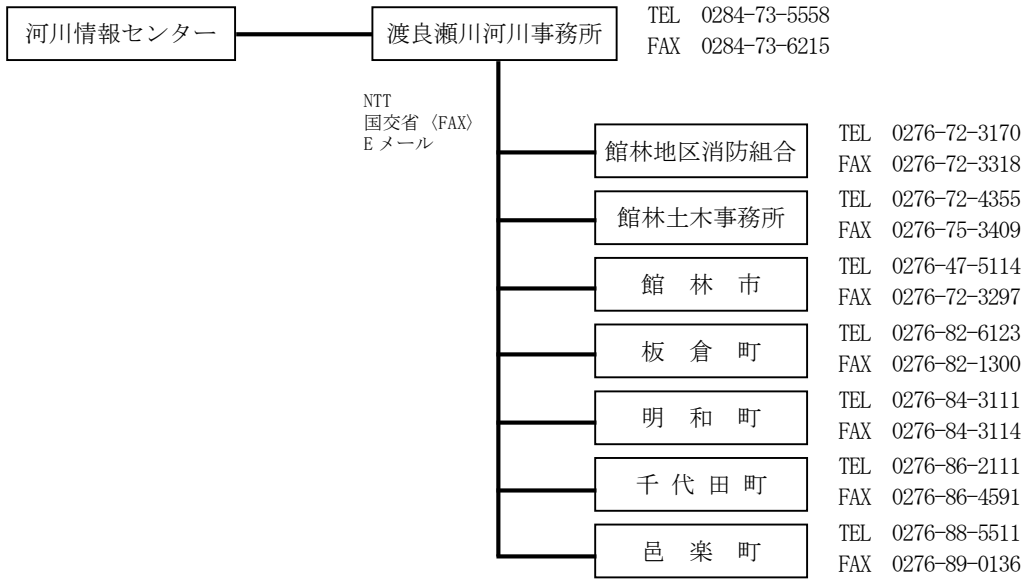 河川情報センター
渡良瀬川河川事務所
TEL 0284-73-5558
FAX 0284-73-6215
NTT
国交省〈FAX〉
Eメール
館林地区消防組合
TEL 0276-72-3170
FAX 0276-72-3318
館林土木事務所
TEL 0276-72-4355
FAX 0276-75-3409
館 林 市
TEL 0276-47-5114
FAX 0276-72-3297
板 倉 町
TEL 0276-82-6123
FAX 0276-82-1300
明 和 町
TEL 0276-84-3111
FAX 0276-84-3114
千 代 田 町
TEL 0276-86-2111
FAX 0276-86-4591
邑 楽 町
TEL 0276-88-5511
FAX 0276-89-0136